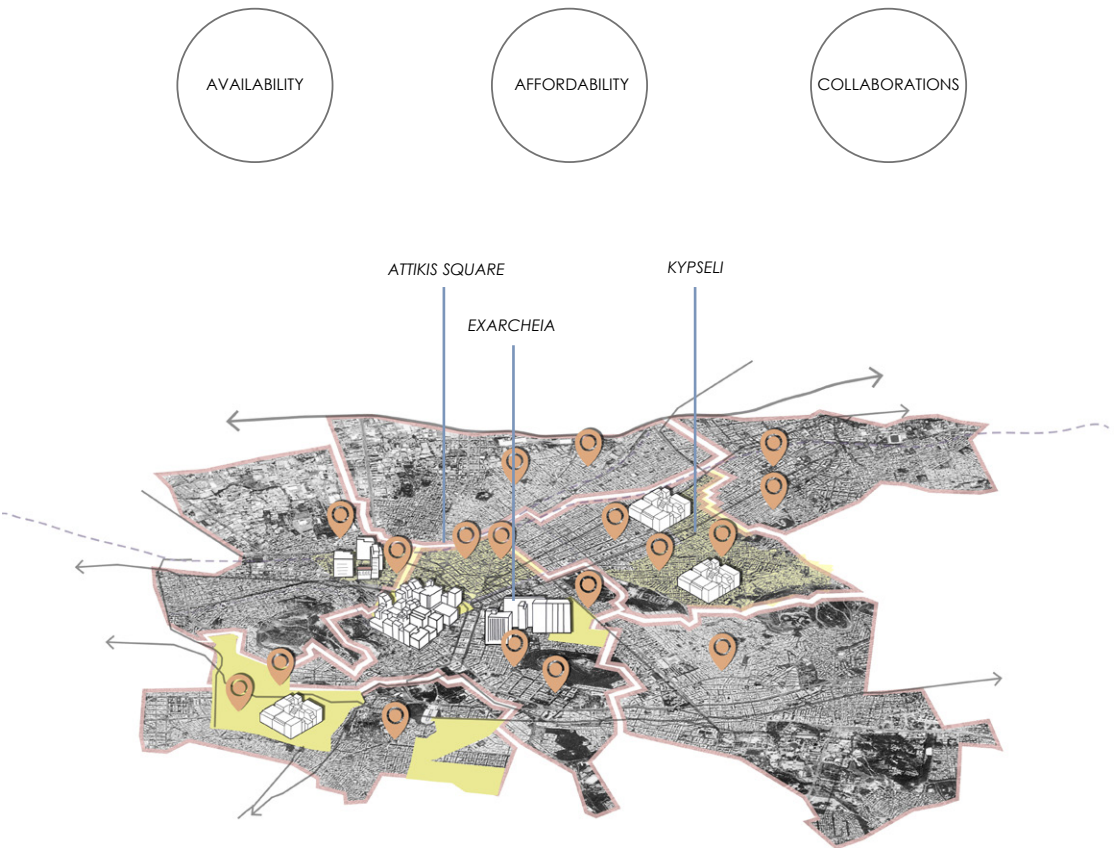 AVAILABILITY
AFFORDABILITY
COLLABORATIONS
ATTIKIS SQUARE
KYPSELI
EXARCHEIA